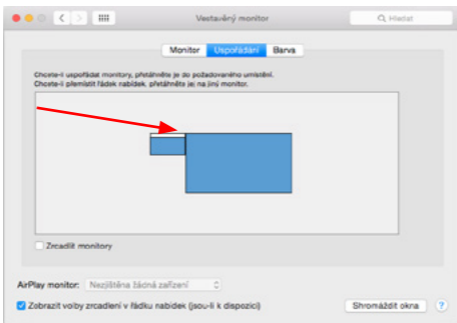 Vestavěný monitor
Hledat
Monitor Uspořádání Barva
Chcete-li uspořádat monitory, přetáhněte je do požadovaného umístění.
Chcete-li přemístit řádek nabídek, přetáhněte jej na jiný monitor.
Zrcadlit monitory
AirPlay monitor: Nezjištěna žádná zařízení
Zobrazit volby zrcadlení v řádku nabídek (jsou-li k dispozici)
Shromáždit okna ?